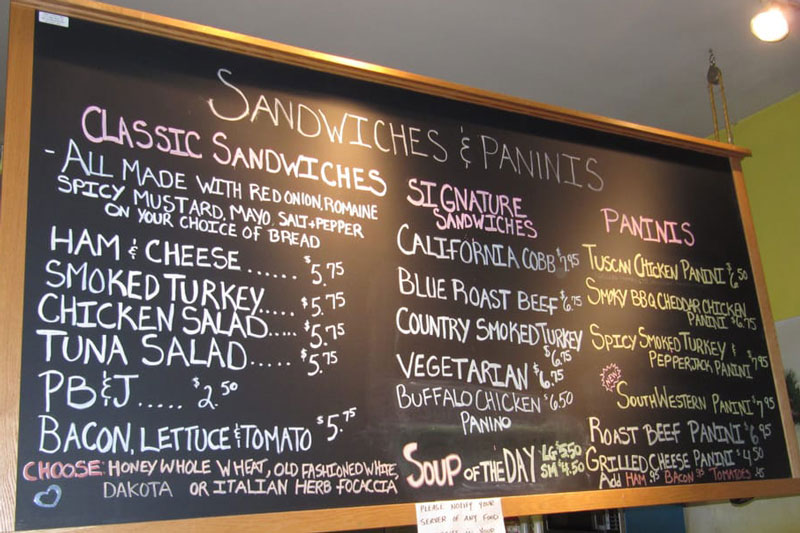 SANDWICHES & PANINIS
CLASSIC SANDWICHES
- ALL MADE WITH RED ONION, ROMAINE
SPICY MUSTARD, MAYO, SALT + PEPPER
ON YOUR CHOICE OF BREAD
HAM & CHEESE ...... $5.75
SMOKED TURKEY.... $5.75
CHICKEN SALAD.... $5.75
TUNA SALAD..... $5.75
PB&J..... $2.50
BACON, LETTUCE & TOMATO $5.75
CHOOSE: HONEY WHOLE WHEAT, OLD FASHIONED WHITE,
DAKOTA OR ITALIAN HERB FOCACCIA
SIGNATURE
SANDWICHES
CALIFORNIA COBB $7.95
BLUE ROAST BEEF $6.75
COUNTRY SMOKED TURKEY
$6.75
VEGETARIAN $6.75
BUFFALO CHICKEN $6.50
PANINO
SOUP OF THE DAY LG $5.50
SM $4.50
PANINIS
TUSCAN CHICKEN PANINI $6.50
SMOKY BBQ CHEDDAR CHICKEN
PANINI $6.75
SPICY SMOKED TURKEY &
PEPPERJACK PANINI $7.95
NEW
SOUTHWESTERN PANINI $7.95
ROAST BEEF PANINI $6.95
GRILLED CHEESE PANINI $4.50
Add HAM .95 BACON .95 TOMATOES .45
PLEASE NOTIFY YOUR
SERVER OF ANY FOOD
IN YOUR